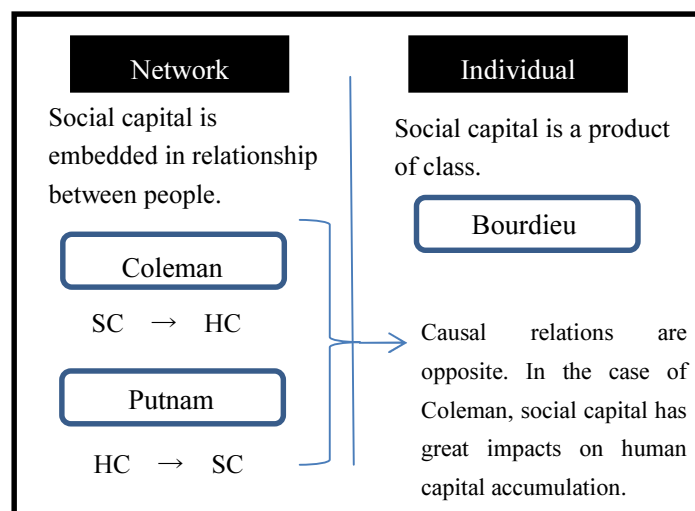 Network
Social capital is
embedded in relationship
between people.
Coleman
SC → HC
Putnam
HC → SC
Individual
Social capital is a product
of class.
Bourdieu
Causal relations are
opposite. In the case of
Coleman, social capital has
great impacts on human
capital accumulation.